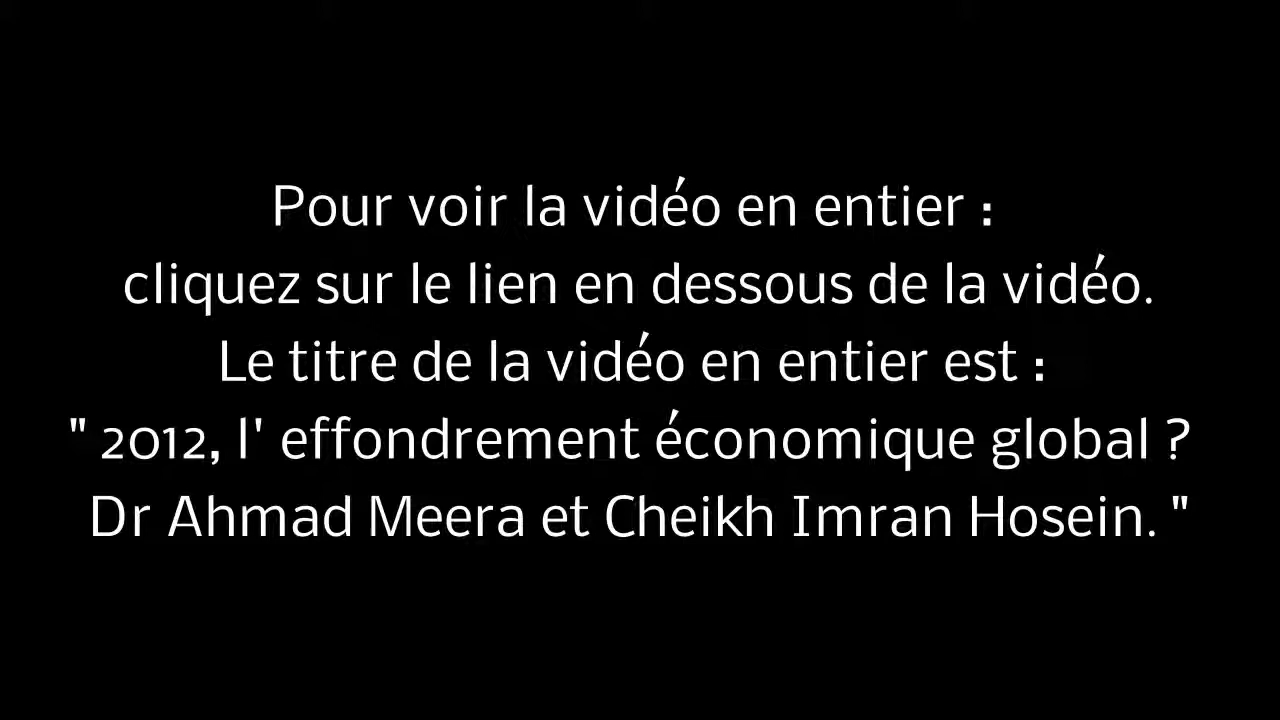 Pour voir la vidéo en entier :
cliquez sur le lien en dessous de la vidéo.
Le titre de la vidéo en entier est :
" 2012, l' effondrement économique global ?
Dr Ahmad Meera et Cheikh Imran Hosein. "